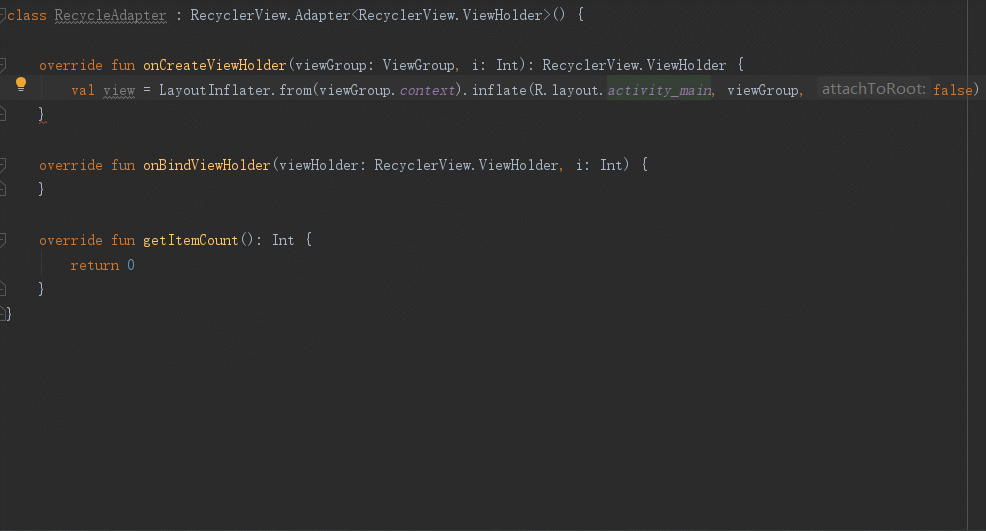 class RecycleAdapter : RecyclerView.Adapter<RecyclerView.ViewHolder>() {
override fun onCreateViewHolder(viewGroup: ViewGroup, i: Int): RecyclerView.ViewHolder {
val view = LayoutInflater.from(viewGroup.context).inflate(R.layout.activity_main, viewGroup, attachToRoot: false)
}
override fun onBindViewHolder(viewHolder: RecyclerView.ViewHolder, i: Int) {
}
override fun getItemCount(): Int {
return 0
}
}